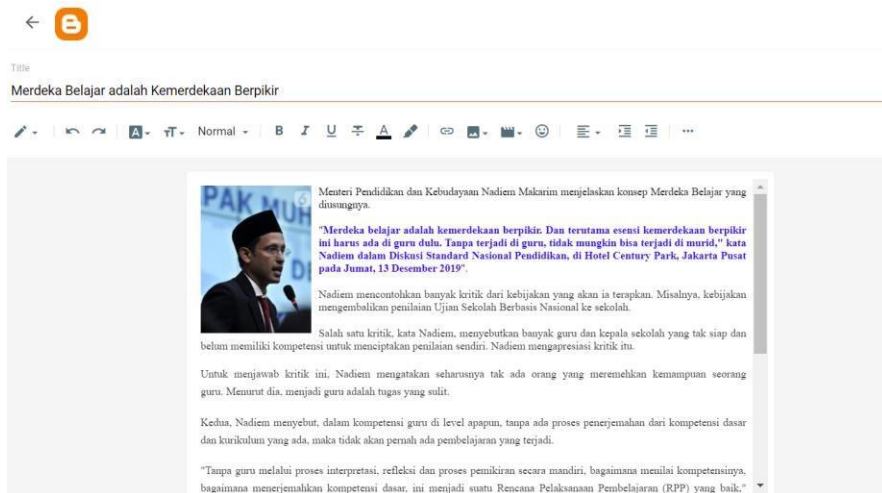 Title
Merdeka Belajar adalah Kemerdekaan Berpikir
Normal
B I U A
PAK MUH
Menteri Pendidikan dan Kebudayaan Nadiem Makarim menjelaskan konsep Merdeka Belajar yang
diusungnya.
"Merdeka belajar adalah kemerdekaan berpikir. Dan terutama esensi kemerdekaan berpikir
ini harus ada di guru dulu. Tanpa terjadi di guru, tidak mungkin bisa terjadi di murid," kata
Nadiem dalam Diskusi Standard Nasional Pendidikan, di Hotel Century Park, Jakarta Pusat
pada Jumat, 13 Desember 2019".
Nadiem mencontohkan banyak kritik dari kebijakan yang akan ia terapkan. Misalnya, kebijakan
mengembalikan penilaian Ujian Sekolah Berbasis Nasional ke sekolah.
Salah satu kritik, kata Nadiem, menyebutkan banyak guru dan kepala sekolah yang tak siap dan
belum memiliki kompetensi untuk menciptakan penilaian sendiri. Nadiem mengapresiasi kritik itu.
Untuk menjawab kritik ini, Nadiem mengatakan seharusnya tak ada orang yang meremehkan kemampuan seorang
guru. Menurut dia, menjadi guru adalah tugas yang sulit.
Kedua, Nadiem menyebut, dalam kompetensi guru di level apapun, tanpa ada proses penerjemahan dari kompetensi dasar
dan kurikulum yang ada, maka tidak akan pernah ada pembelajaran yang terjadi.
"Tanpa guru melalui proses interpretasi, refleksi dan proses pemikiran secara mandiri, bagaimana menilai kompetensinya,
bagaimana menerjemahkan kompetensi dasar, ini menjadi suatu Rencana Pelaksanaan Pembelajaran (RPP) yang baik,"